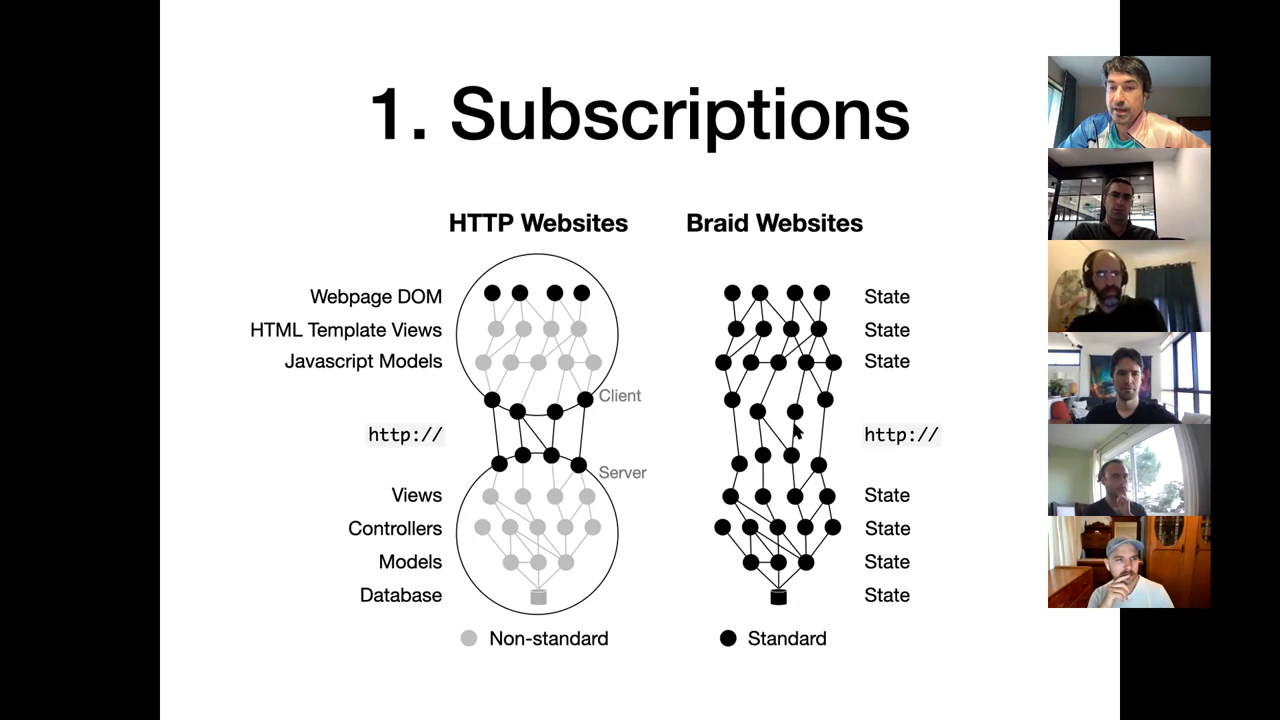 1. Subscriptions
HTTP Websites
Braid Websites
Webpage DOM
State
HTML Template Views
State
Javascript Models
State
Client
http://
http://
Server
Views
State
Controllers
State
Models
State
Database
State
Non-standard
Standard